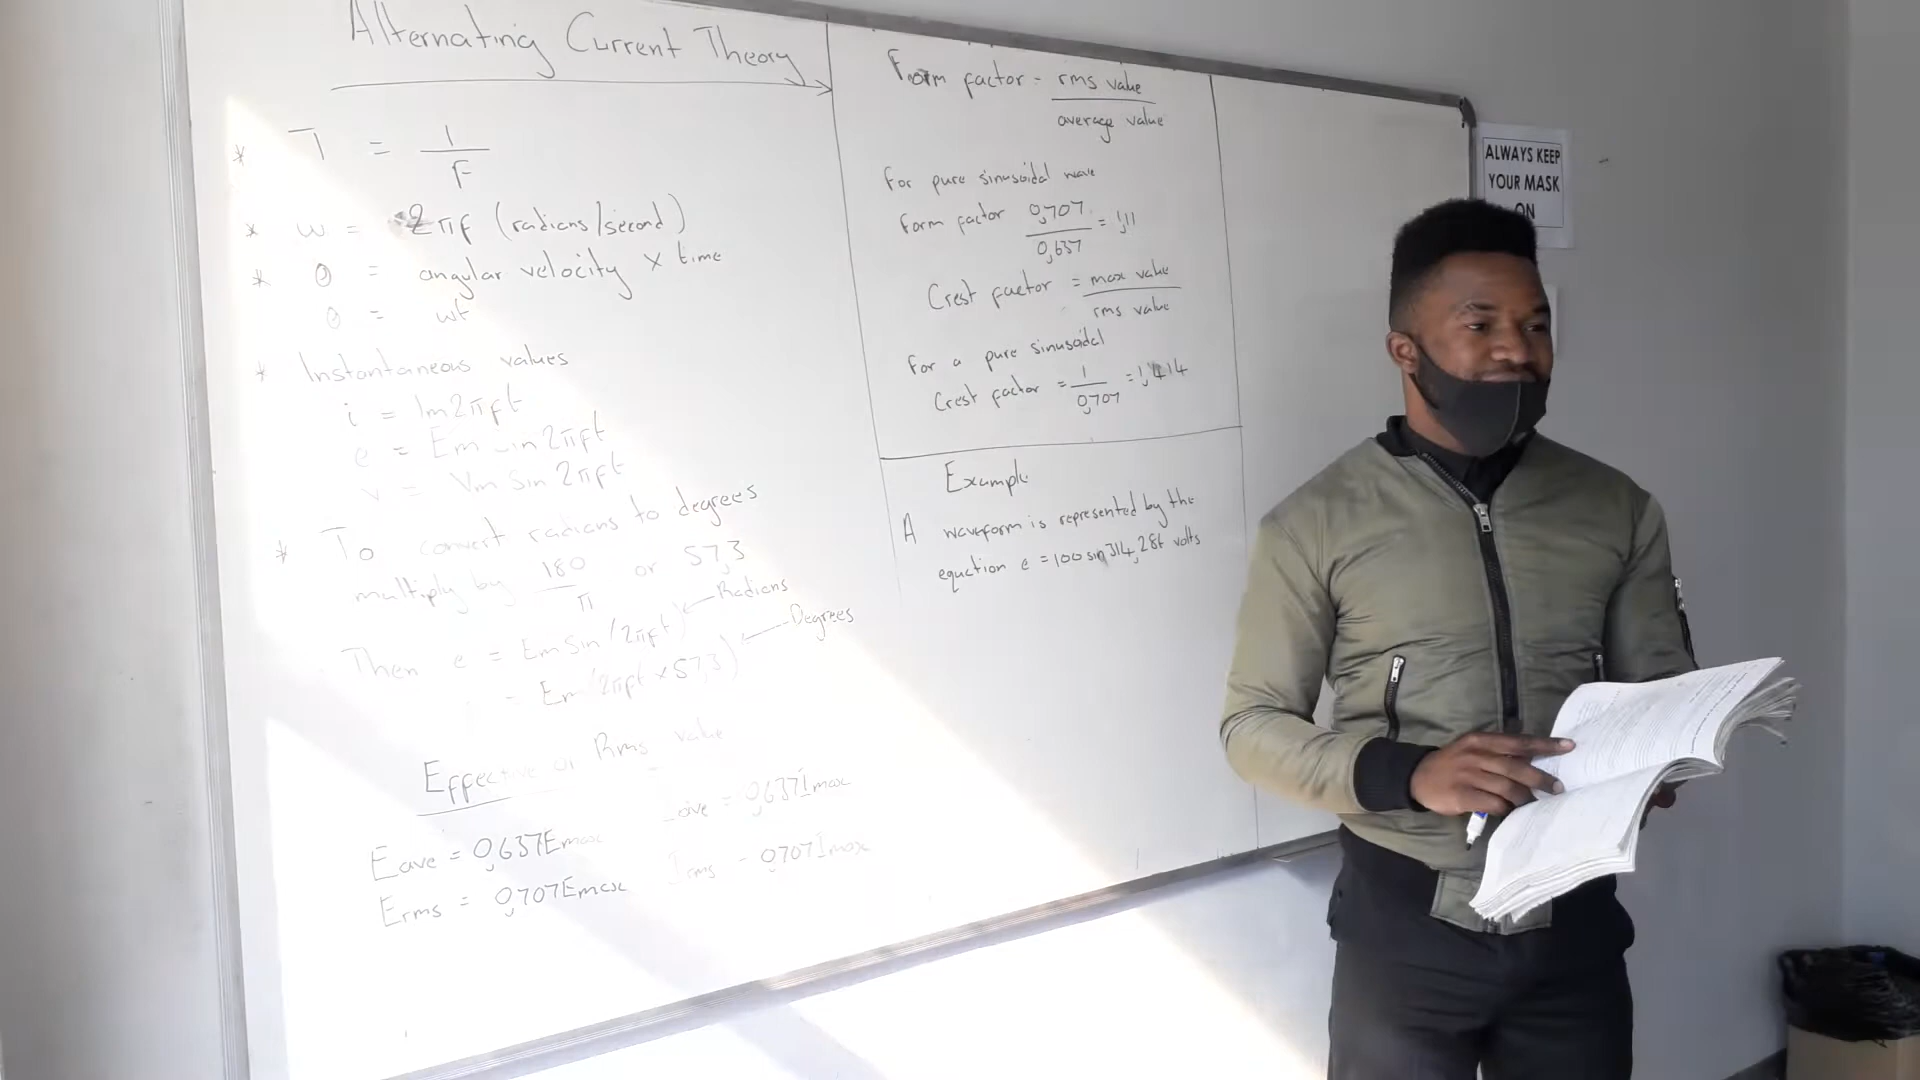 Alternating Current Theory
* T = 1/F
* w = 2πf (radians/second)
* θ = angular velocity x time
θ = wt
* Instantaneous values
i = Im2πft
e = Em sin2πft
v = Vm Sin 2πft
* To convert radians to degrees
multiply by 180/π or 57,3
Then e = Em Sin (2πft) ← Radians
= Em (2πft x 57,3) ← Degrees
Effective or Rms value
Eave = 0,637Emax
Iave = 0,637Imax
Erms = 0,707Emax
Irms = 0,707Imax
Form factor = rms value/average value
For pure sinusoidal wave
Form factor 0,707/0,637 = 1,11
Crest factor = max value/rms value
For a pure sinusoidal
Crest factor = 1/0,707 = 1,414
Example
A waveform is represented by the
equation e = 100 sin 314,28t volts
ALWAYS KEEP
YOUR MASK
ON